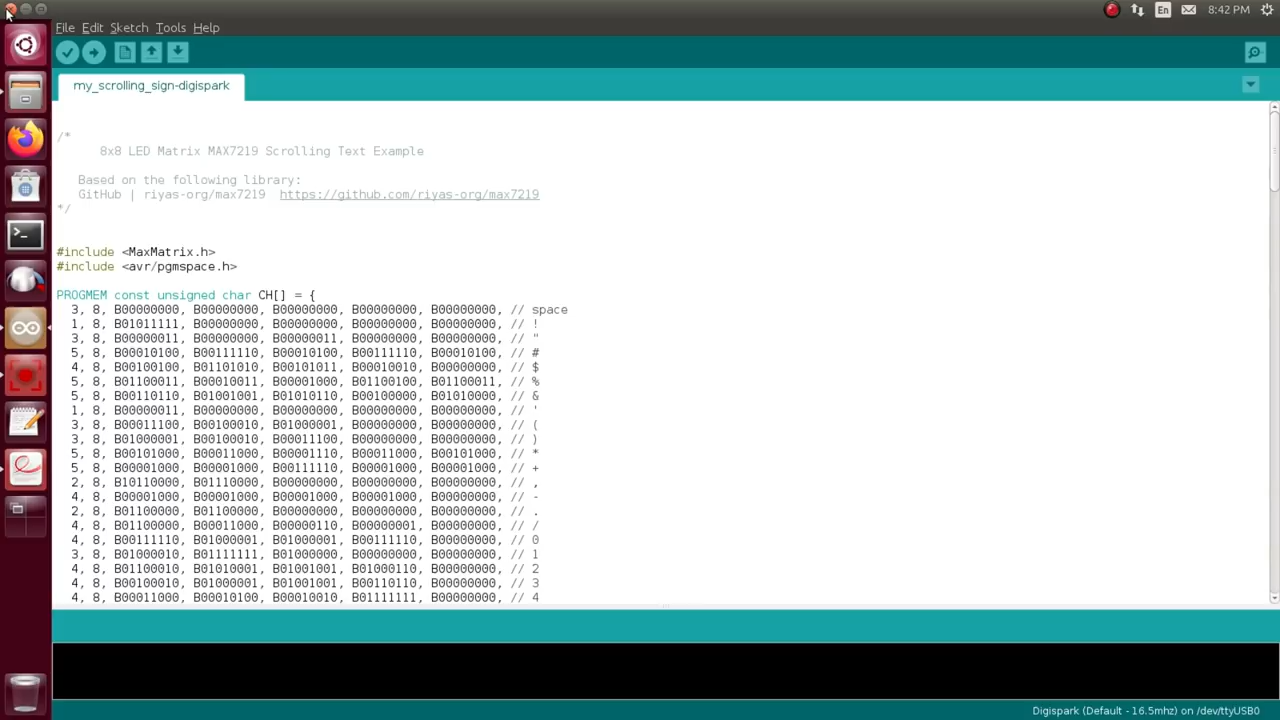 En 8:42 PM
File Edit Sketch Tools Help
my_scrolling_sign-digispark
/*
8x8 LED Matrix MAX7219 Scrolling Text Example
Based on the following library:
GitHub | riyas-org/max7219 https://github.com/riyas-org/max7219
*/
#include <MaxMatrix.h>
#include <avr/pgmspace.h>
PROGMEM const unsigned char CH[] = {
3, 8, B00000000, B00000000, B00000000, B00000000, B00000000, // space
1, 8, B01011111, B00000000, B00000000, B00000000, B00000000, // !
3, 8, B00000011, B00000000, B00000011, B00000000, B00000000, // "
5, 8, B00010100, B00111110, B00010100, B00111110, B00010100, // #
4, 8, B00100100, B01101010, B00101011, B00010010, B00000000, // $
5, 8, B01100011, B00010011, B00001000, B01100100, B01100011, // %
5, 8, B00110110, B01001001, B01010110, B00100000, B01010000, // &
1, 8, B00000011, B00000000, B00000000, B00000000, B00000000, // '
3, 8, B00011100, B00100010, B01000001, B00000000, B00000000, // (
3, 8, B01000001, B00100010, B00011100, B00000000, B00000000, // )
5, 8, B00101000, B00011000, B00001110, B00011000, B00101000, // *
5, 8, B00001000, B00001000, B00111110, B00001000, B00001000, // +
2, 8, B10110000, B01110000, B00000000, B00000000, B00000000, // ,
4, 8, B00001000, B00001000, B00001000, B00001000, B00000000, // -
2, 8, B01100000, B01100000, B00000000, B00000000, B00000000, // .
4, 8, B01100000, B00011000, B00000110, B00000001, B00000000, // /
4, 8, B00111110, B01000001, B01000001, B00111110, B00000000, // 0
3, 8, B01000010, B01111111, B01000000, B00000000, B00000000, // 1
4, 8, B01100010, B01010001, B01001001, B01000110, B00000000, // 2
4, 8, B00100010, B01000001, B01001001, B00110110, B00000000, // 3
4, 8, B00011000, B00010100, B00010010, B01111111, B00000000, // 4
Digispark (Default - 16.5mhz) on /dev/ttyUSB0